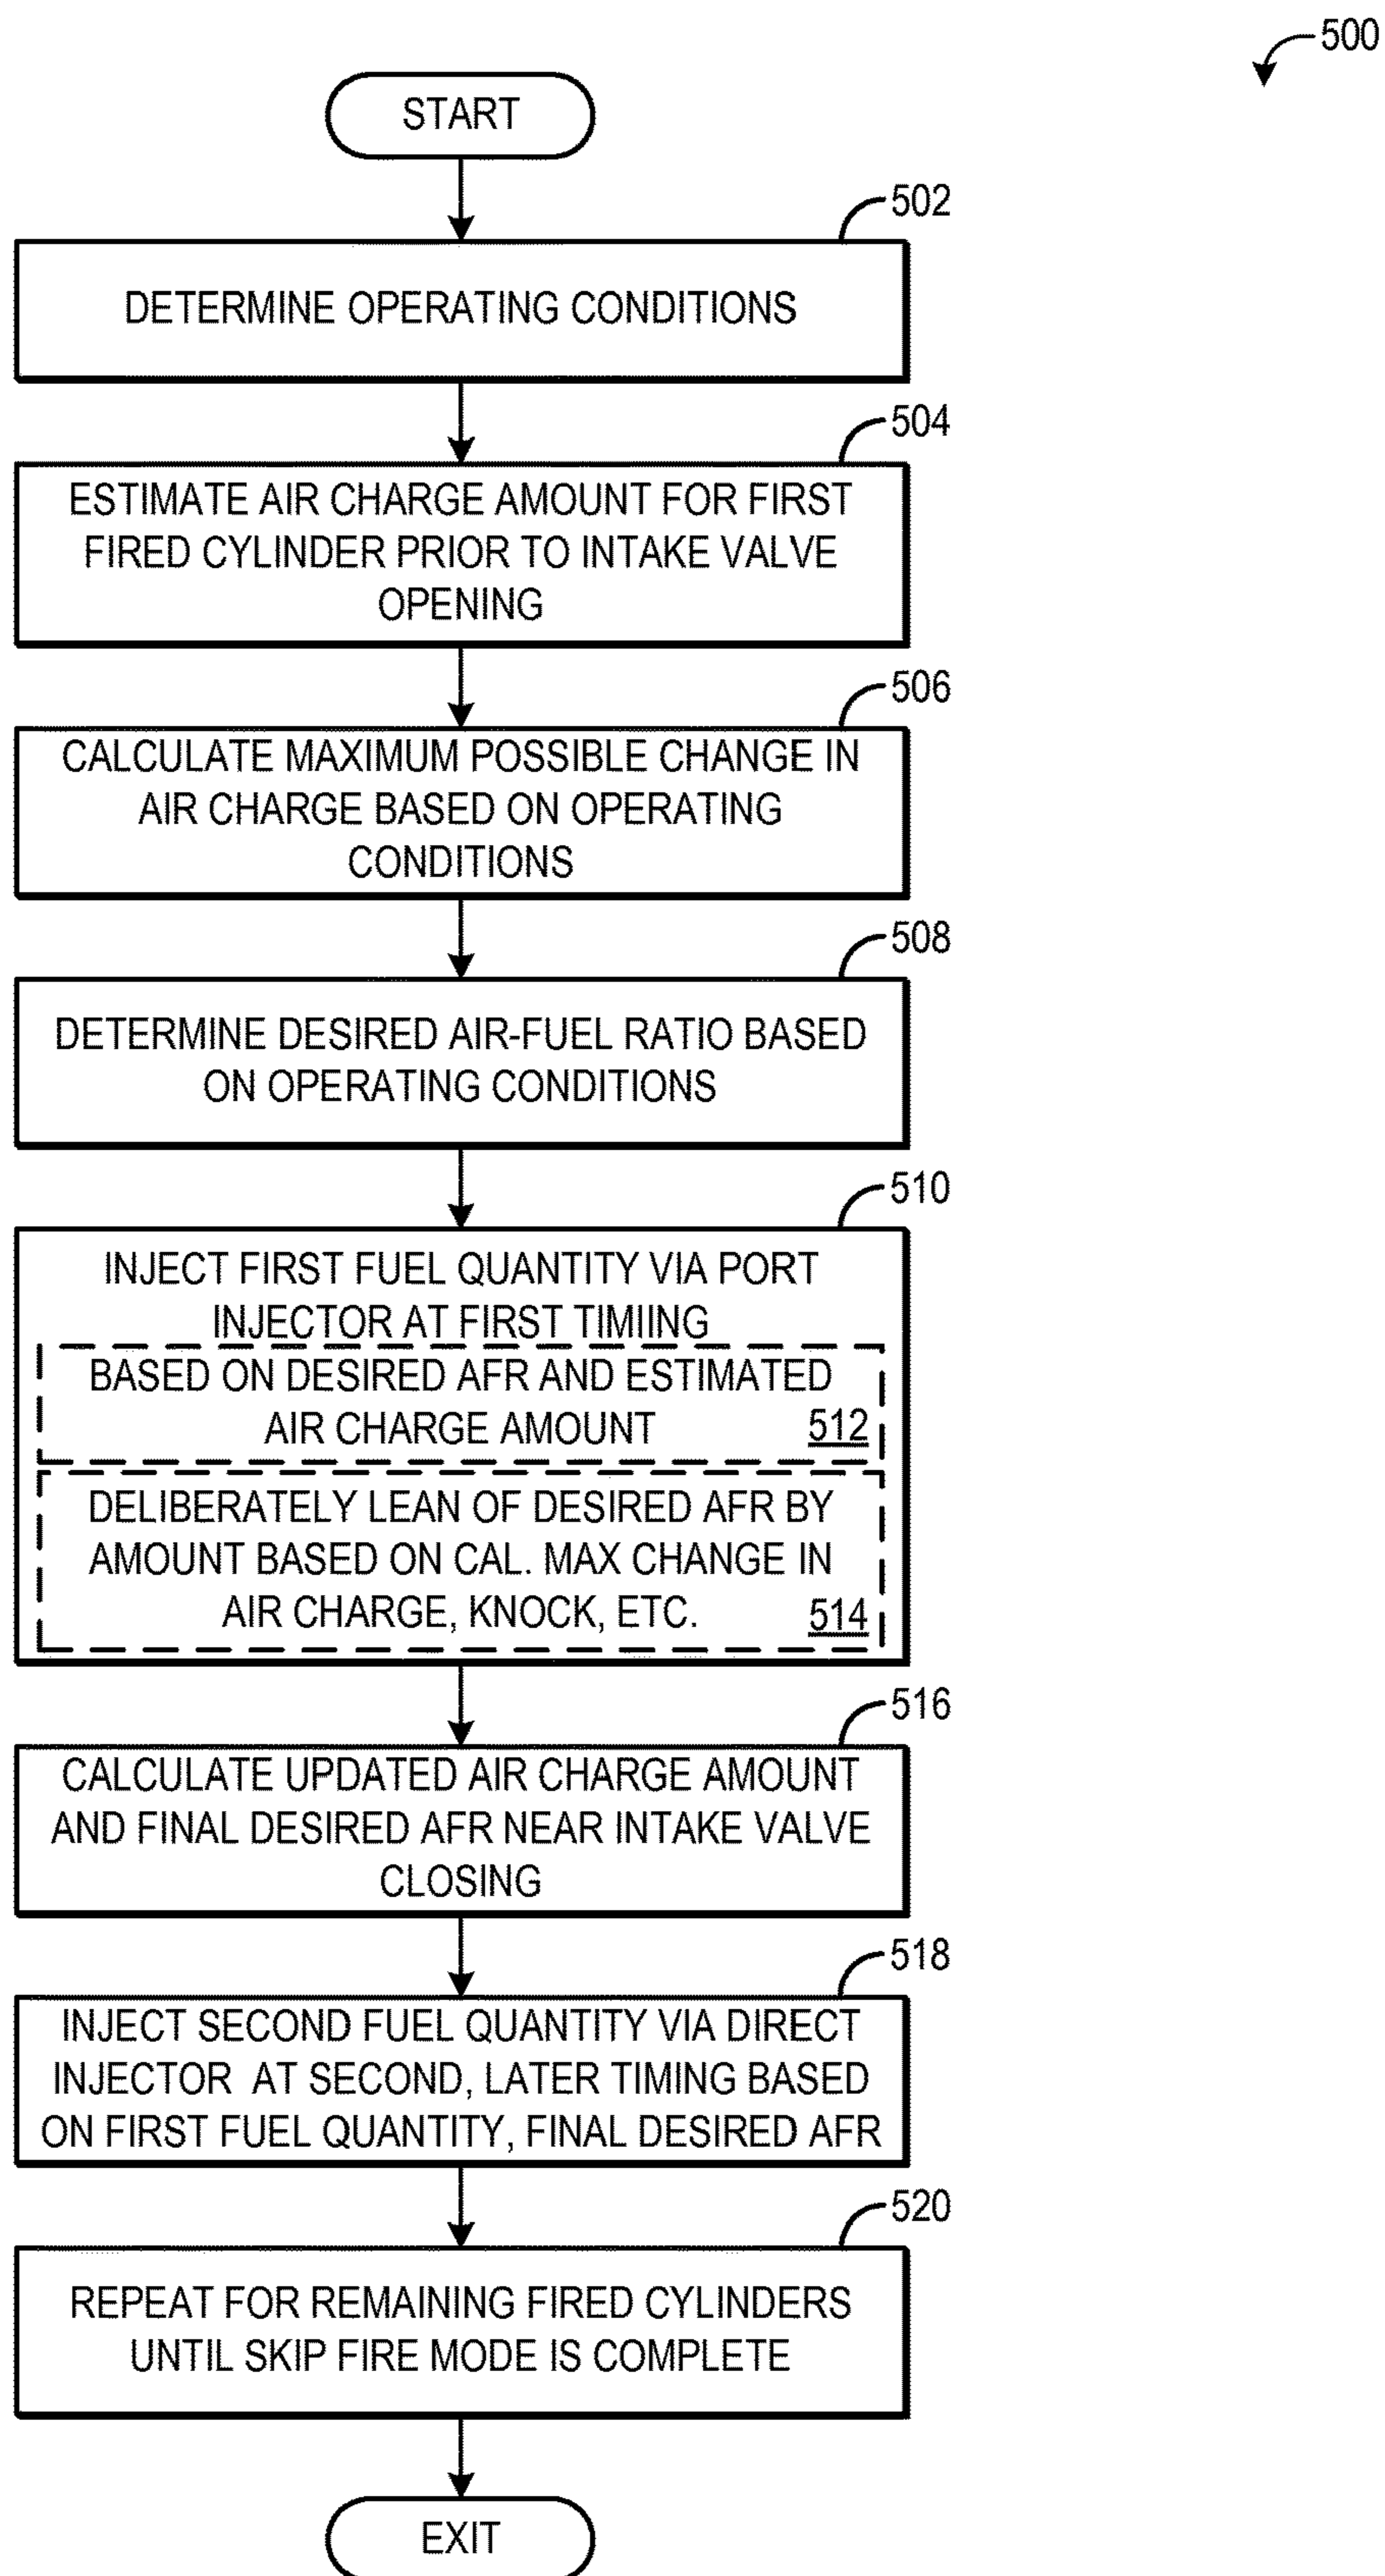 500
START
502
DETERMINE OPERATING CONDITIONS
504
ESTIMATE AIR CHARGE AMOUNT FOR FIRST
FIRED CYLINDER PRIOR TO INTAKE VALVE
OPENING
506
CALCULATE MAXIMUM POSSIBLE CHANGE IN
AIR CHARGE BASED ON OPERATING
CONDITIONS
508
DETERMINE DESIRED AIR-FUEL RATIO BASED
ON OPERATING CONDITIONS
510
INJECT FIRST FUEL QUANTITY VIA PORT
INJECTOR AT FIRST TIMIING
BASED ON DESIRED AFR AND ESTIMATED
AIR CHARGE AMOUNT 512
DELIBERATELY LEAN OF DESIRED AFR BY
AMOUNT BASED ON CAL. MAX CHANGE IN
AIR CHARGE, KNOCK, ETC. 514
516
CALCULATE UPDATED AIR CHARGE AMOUNT
AND FINAL DESIRED AFR NEAR INTAKE VALVE
CLOSING
518
INJECT SECOND FUEL QUANTITY VIA DIRECT
INJECTOR AT SECOND, LATER TIMING BASED
ON FIRST FUEL QUANTITY, FINAL DESIRED AFR
520
REPEAT FOR REMAINING FIRED CYLINDERS
UNTIL SKIP FIRE MODE IS COMPLETE
EXIT